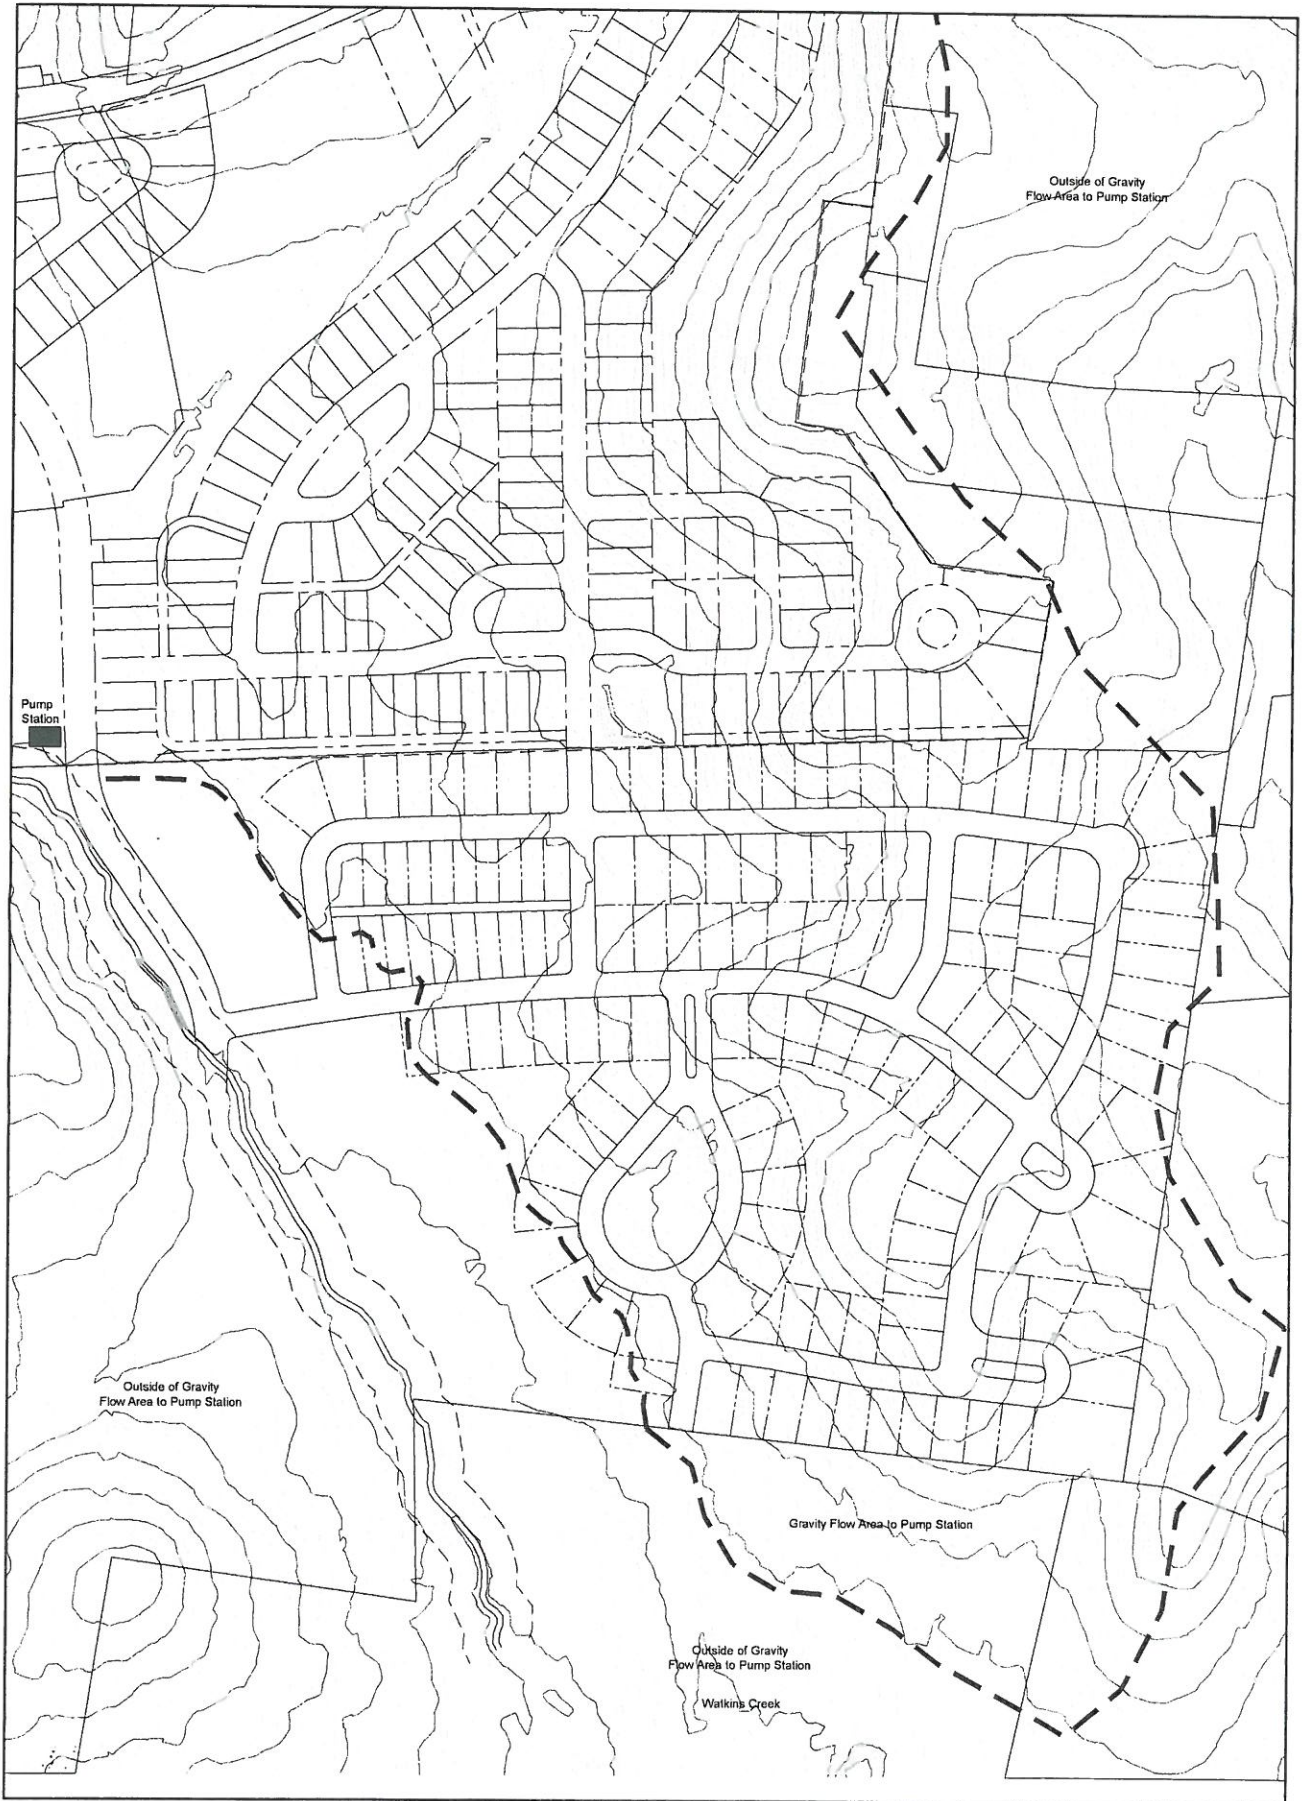 Outside of Gravity
Flow Area to Pump Station
Pump
Station
Outside of Gravity
Flow Area to Pump Station
Gravity Flow Area to Pump Station
Outside of Gravity
Flow Area to Pump Station
Watkins Creek